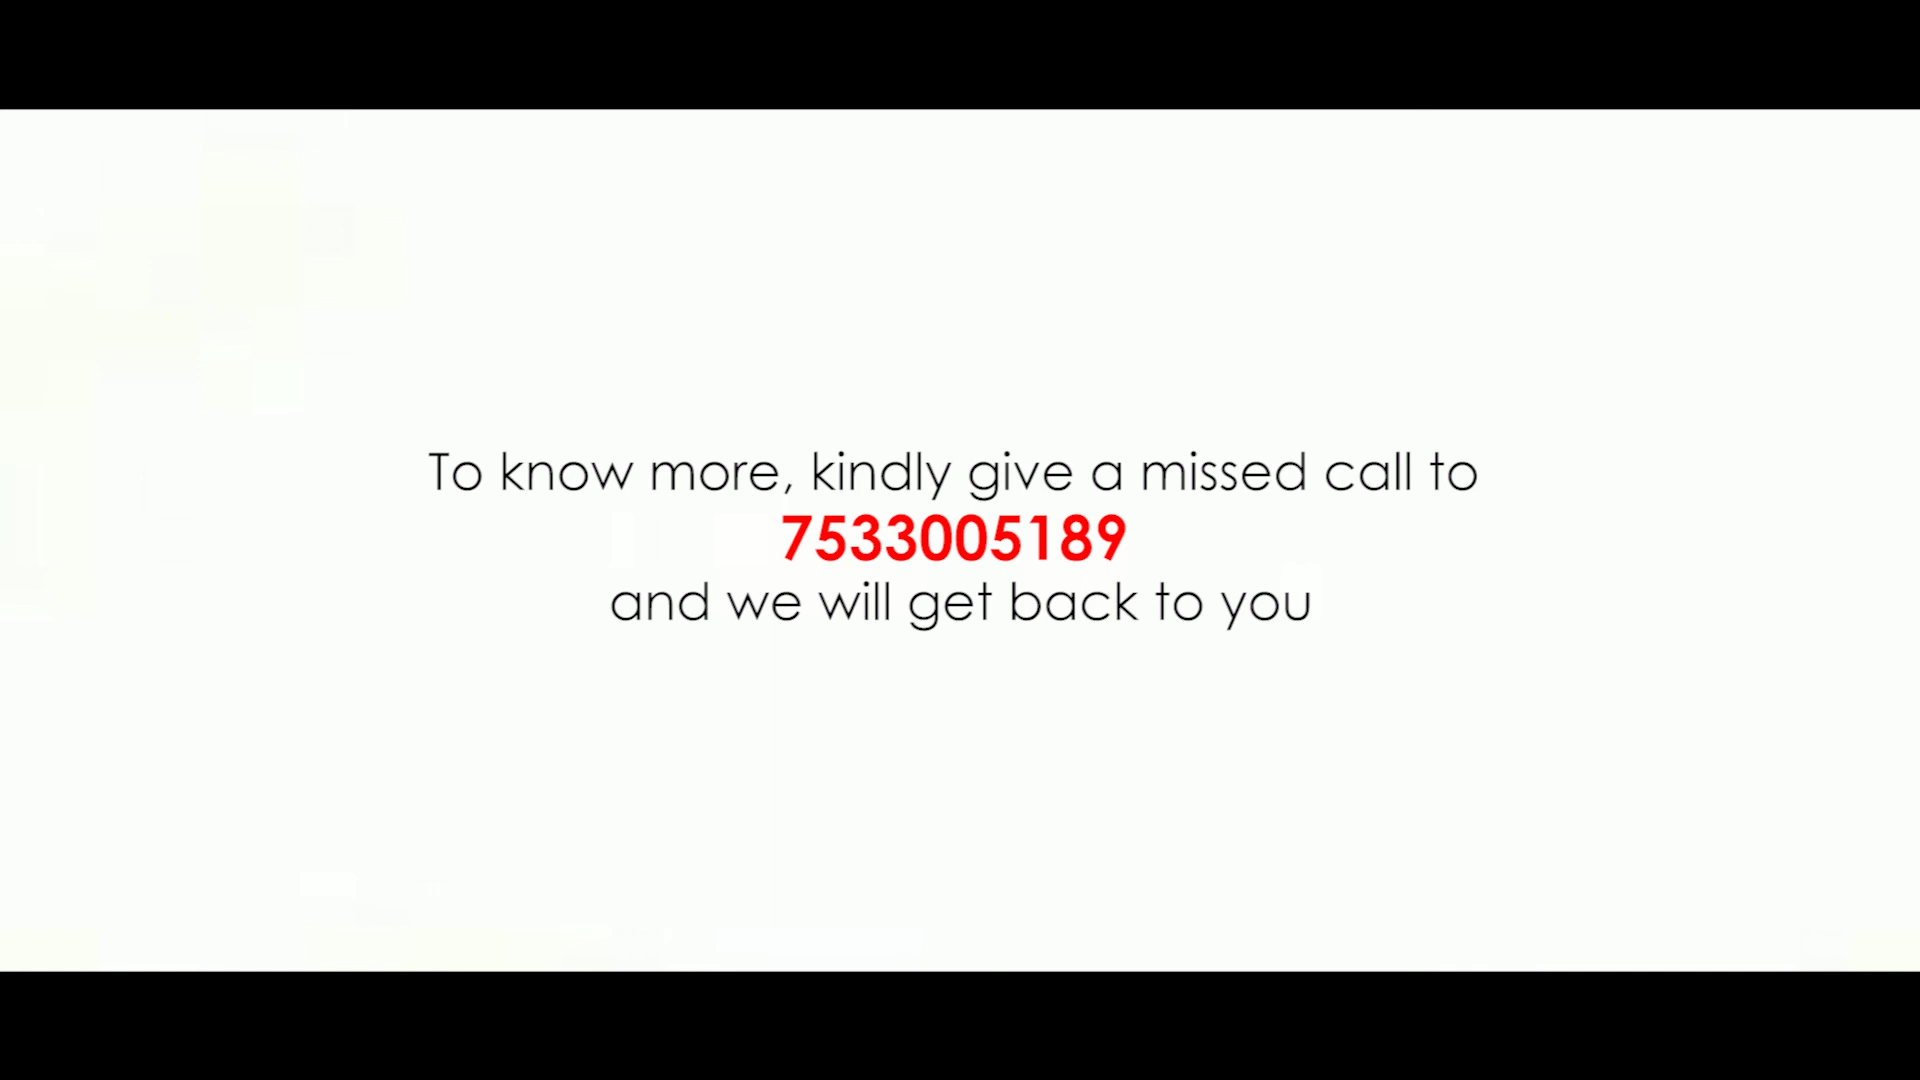 To know more, kindly give a missed call to
7533005189
and we will get back to you